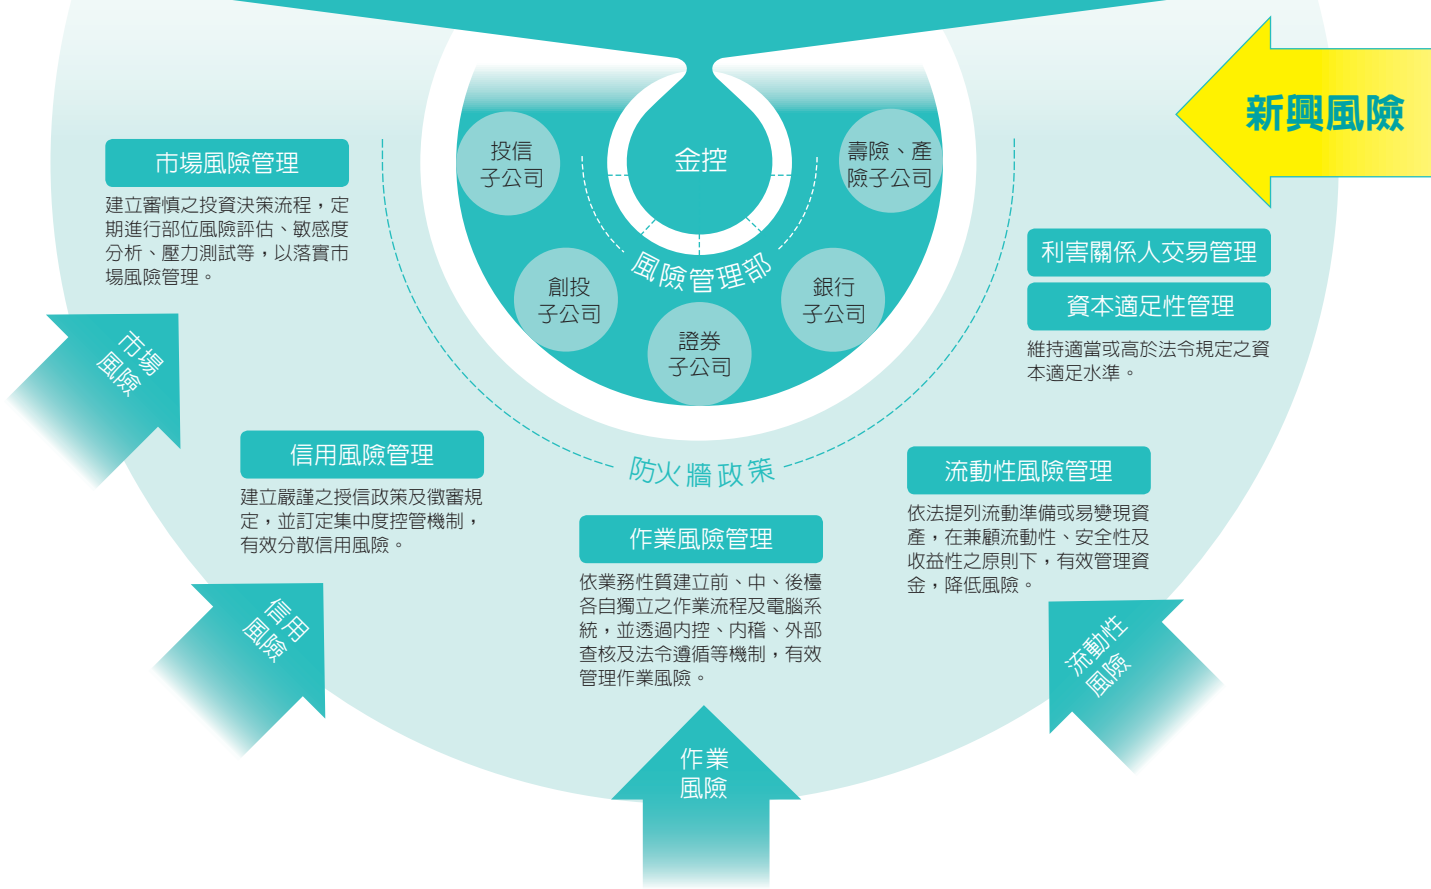 新興風險
金控
投信
子公司
壽險、產
險子公司
創投
子公司
風險管理部
銀行
子公司
證券
子公司
防火牆政策
市場風險管理
建立審慎之投資決策流程，定
期進行部位風險評估、敏感度
分析、壓力測試等，以落實市
場風險管理。
市場
風險
信用風險管理
建立嚴謹之授信政策及徵審規
定，並訂定集中度控管機制，
有效分散信用風險。
信用
風險
作業風險管理
依業務性質建立前、中、後檯
各自獨立之作業流程及電腦系
統，並透過內控、內稽、外部
查核及法令遵循等機制，有效
管理作業風險。
作業
風險
利害關係人交易管理
資本適足性管理
維持適當或高於法令規定之資
本適足水準。
流動性風險管理
依法提列流動準備或易變現資
產，在兼顧流動性、安全性及
收益性之原則下，有效管理資
金，降低風險。
流動性
風險